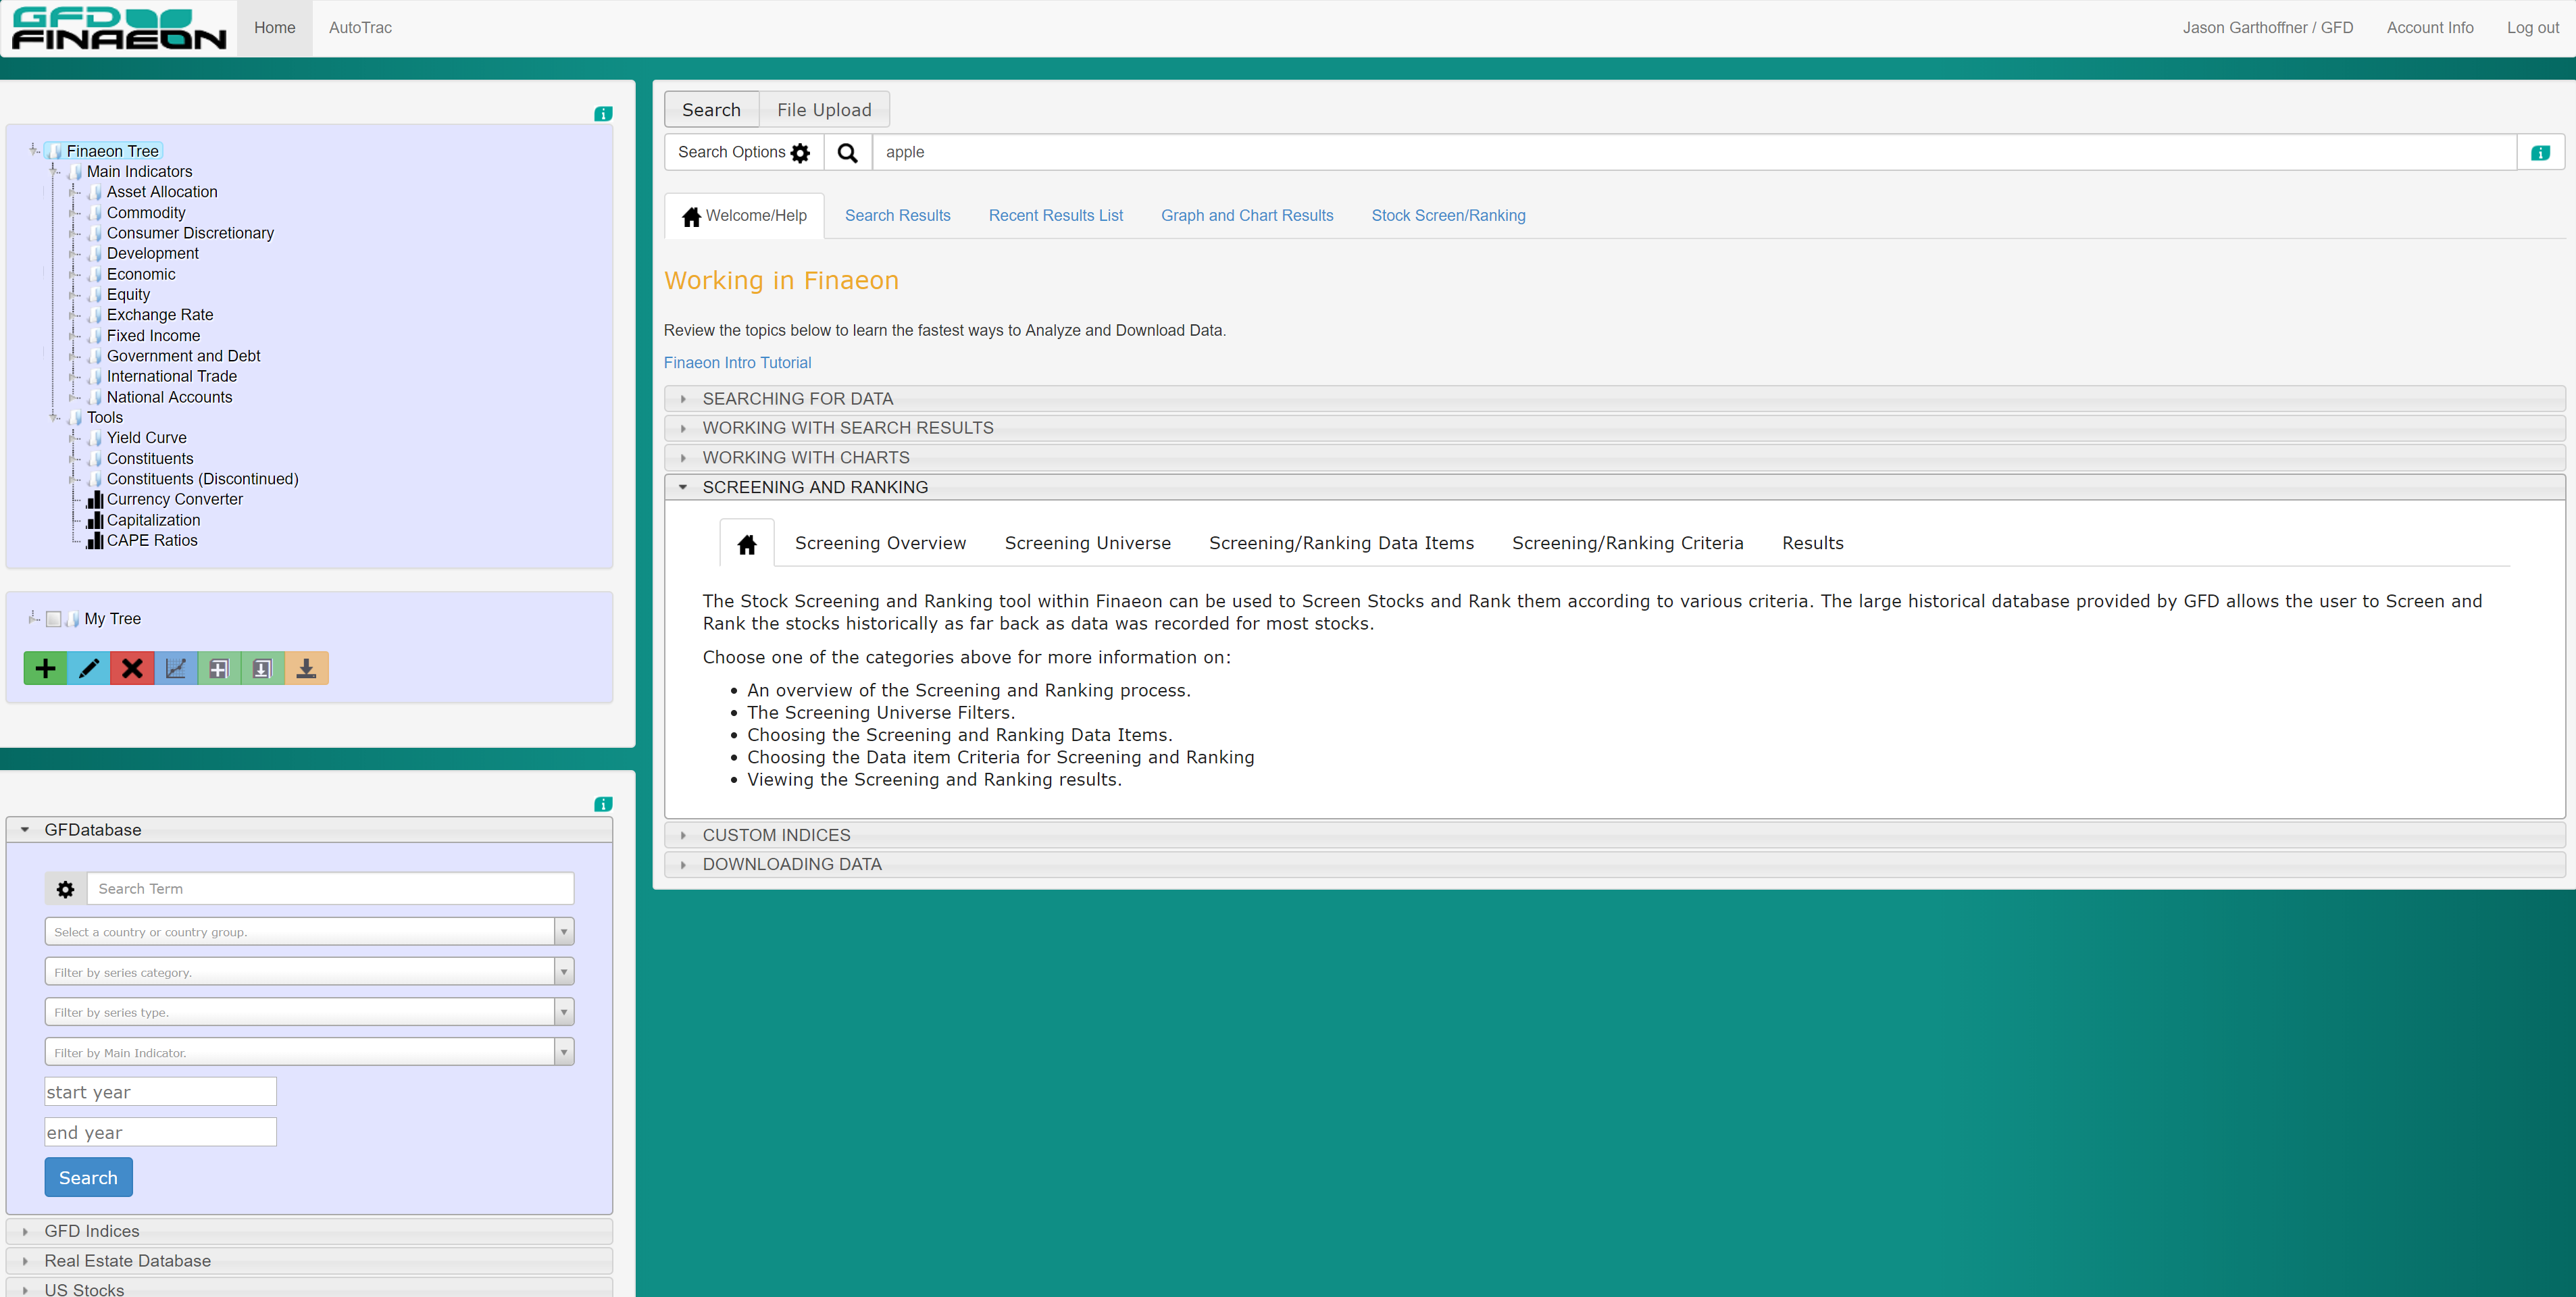 GFD
FINAEON
Home
AutoTrac
Jason Garthoffner / GFD
Account Info
Log out
Finaeon Tree
Main Indicators
Asset Allocation
Commodity
Consumer Discretionary
Development
Economic
Equity
Exchange Rate
Fixed Income
Government and Debt
International Trade
National Accounts
Tools
Yield Curve
Constituents
Constituents (Discontinued)
Currency Converter
Capitalization
CAPE Ratios
My Tree
GFDatabase
Search Term
Select a country or country group.
Filter by series category.
Filter by series type.
Filter by Main Indicator.
start year
end year
Search
GFD Indices
Real Estate Database
US Stocks
Search
File Upload
Search Options
apple
Welcome/Help
Search Results
Recent Results List
Graph and Chart Results
Stock Screen/Ranking
Working in Finaeon
Review the topics below to learn the fastest ways to Analyze and Download Data.
Finaeon Intro Tutorial
SEARCHING FOR DATA
WORKING WITH SEARCH RESULTS
WORKING WITH CHARTS
SCREENING AND RANKING
Screening Overview
Screening Universe
Screening/Ranking Data Items
Screening/Ranking Criteria
Results
The Stock Screening and Ranking tool within Finaeon can be used to Screen Stocks and Rank them according to various criteria. The large historical database provided by GFD allows the user to Screen and
Rank the stocks historically as far back as data was recorded for most stocks.
Choose one of the categories above for more information on:
• An overview of the Screening and Ranking process.
• The Screening Universe Filters.
• Choosing the Screening and Ranking Data Items.
• Choosing the Data item Criteria for Screening and Ranking
• Viewing the Screening and Ranking results.
CUSTOM INDICES
DOWNLOADING DATA